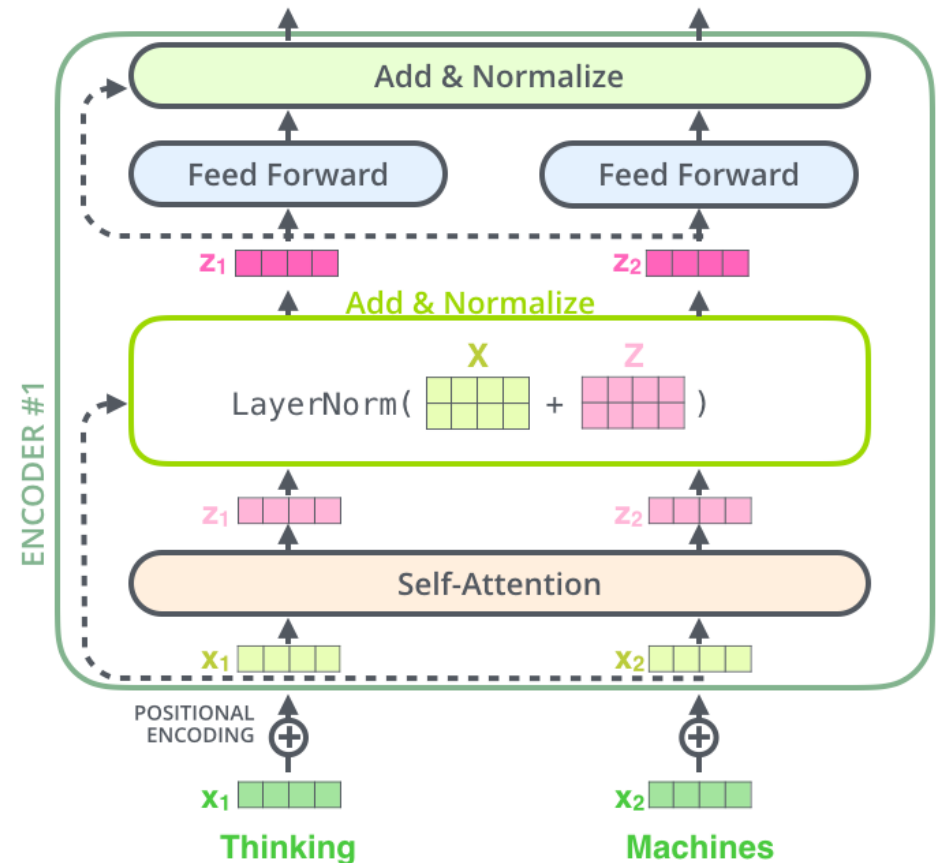 Add & Normalize
Feed Forward
Feed Forward
z1
z2
Add & Normalize
X
Z
LayerNorm( + )
ENCODER #1
z1
z2
Self-Attention
x1
x2
POSITIONAL
ENCODING
x1
x2
Thinking
Machines